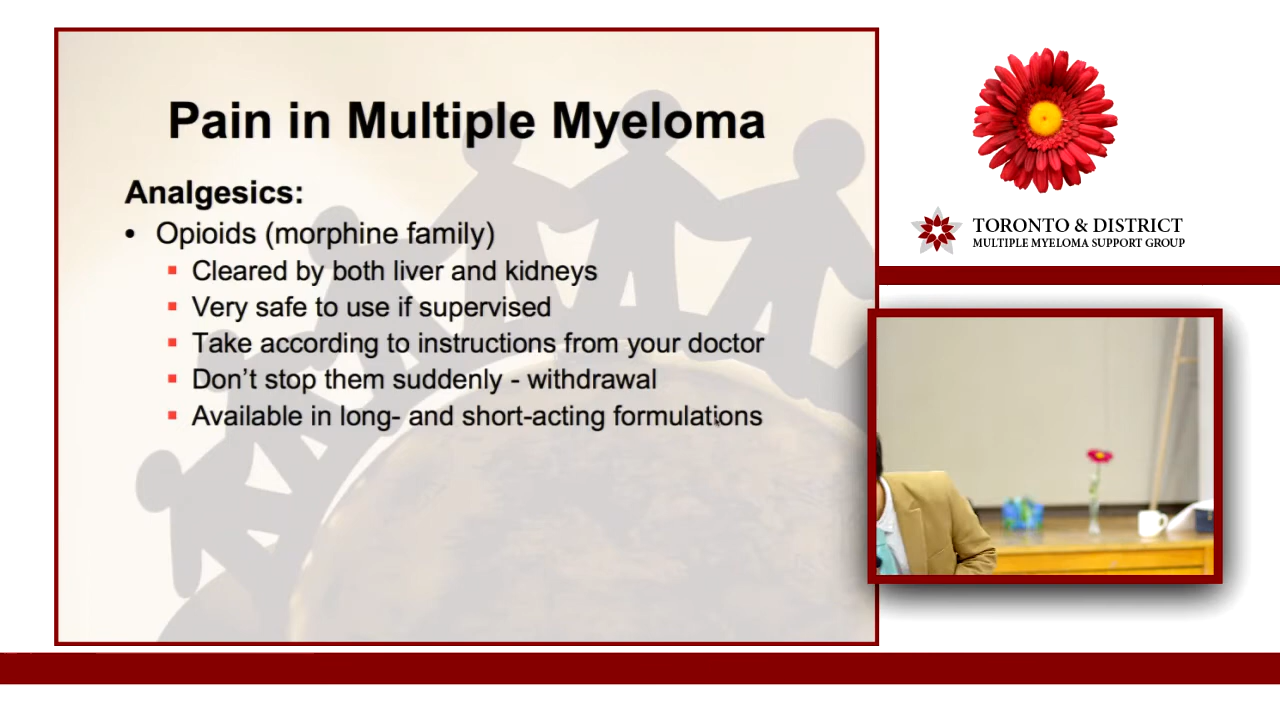 Pain in Multiple Myeloma
Analgesics:
• Opioids (morphine family)
▪ Cleared by both liver and kidneys
▪ Very safe to use if supervised
▪ Take according to instructions from your doctor
▪ Don’t stop them suddenly - withdrawal
▪ Available in long- and short-acting formulations
TORONTO & DISTRICT
MULTIPLE MYELOMA SUPPORT GROUP